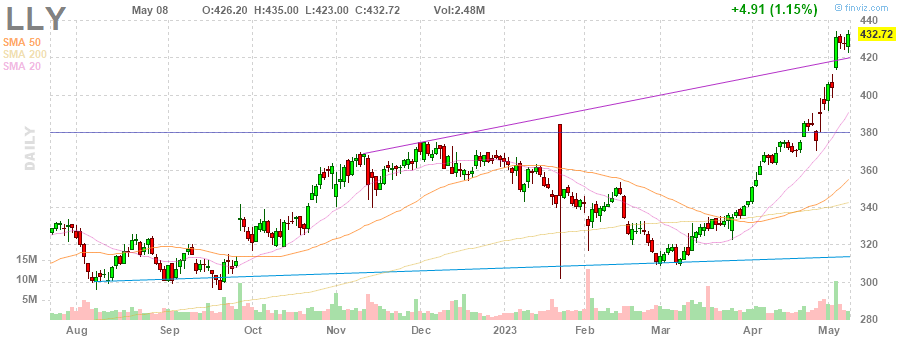 LLY
May 08 O:426.20 H:435.00 L:423.00 C:432.72 Vol:2.48M +4.91 (1.15%) © finviz.com
SMA 50
SMA 200
SMA 20
DAILY
440
432.72
420
400
380
360
340
320
300
280
15M
10M
5M
Aug Sep Oct Nov Dec 2023 Feb Mar Apr May